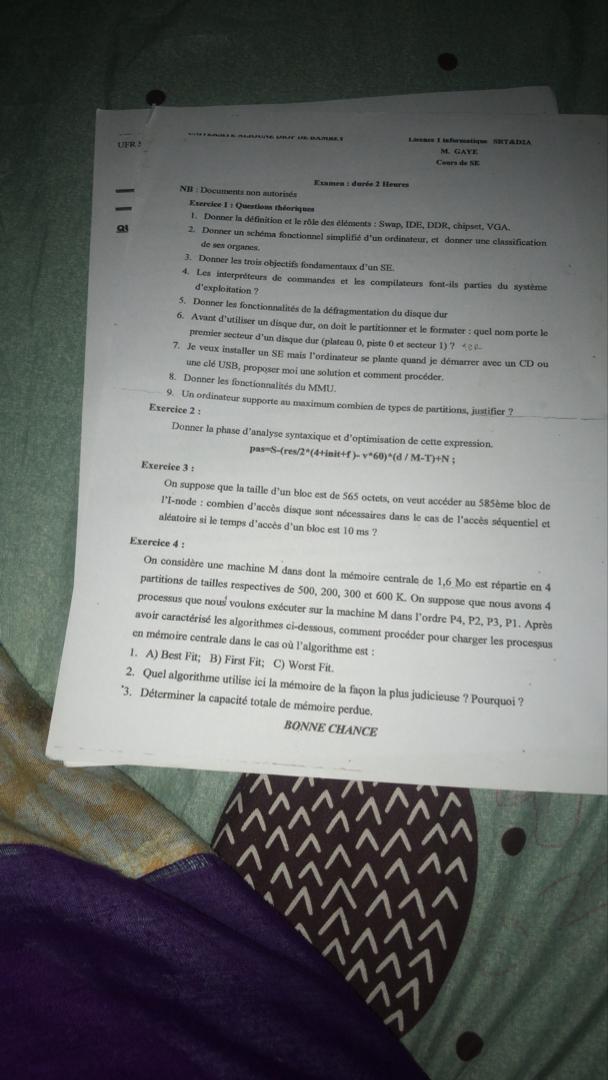 UFR S
UNIVERSITE ALIOUNE DIOP DE BAMBEY
Licence 1 Informatique SRT&DIA
M. GAYE
Cours de SE
Examen : durée 2 Heures
NB : Documents non autorisés
Exercice 1 : Questions théoriques
1. Donner la définition et le rôle des éléments : Swap, IDE, DDR, chipset, VGA.
2. Donner un schéma fonctionnel simplifié d'un ordinateur, et donner une classification
de ses organes.
3. Donner les trois objectifs fondamentaux d'un SE.
4. Les interpréteurs de commandes et les compilateurs font-ils parties du système
d'exploitation ?
5. Donner les fonctionnalités de la défragmentation du disque dur
6. Avant d'utiliser un disque dur, on doit le partitionner et le formater : quel nom porte le
premier secteur d'un disque dur (plateau 0, piste 0 et secteur 1) ?
7. Je veux installer un SE mais l'ordinateur se plante quand je démarrer avec un CD ou
une clé USB, proposer moi une solution et comment procéder.
8. Donner les fonctionnalités du MMU.
9. Un ordinateur supporte au maximum combien de types de partitions, justifier ?
Exercice 2 :
Donner la phase d'analyse syntaxique et d'optimisation de cette expression.
pas=S-(res/2*(4+init+f )- v*60)*(d / M-T)+N ;
Exercice 3 :
On suppose que la taille d'un bloc est de 565 octets, on veut accéder au 585ème bloc de
l'I-node : combien d'accès disque sont nécessaires dans le cas de l'accès séquentiel et
aléatoire si le temps d'accès d'un bloc est 10 ms ?
Exercice 4 :
On considère une machine M dans dont la mémoire centrale de 1,6 Mo est répartie en 4
partitions de tailles respectives de 500, 200, 300 et 600 K. On suppose que nous avons 4
processus que nous voulons exécuter sur la machine M dans l'ordre P4, P2, P3, P1. Après
avoir caractérisé les algorithmes ci-dessous, comment procéder pour charger les processus
en mémoire centrale dans le cas où l'algorithme est :
1. A) Best Fit; B) First Fit; C) Worst Fit.
2. Quel algorithme utilise ici la mémoire de la façon la plus judicieuse ? Pourquoi ?
3. Déterminer la capacité totale de mémoire perdue.
BONNE CHANCE